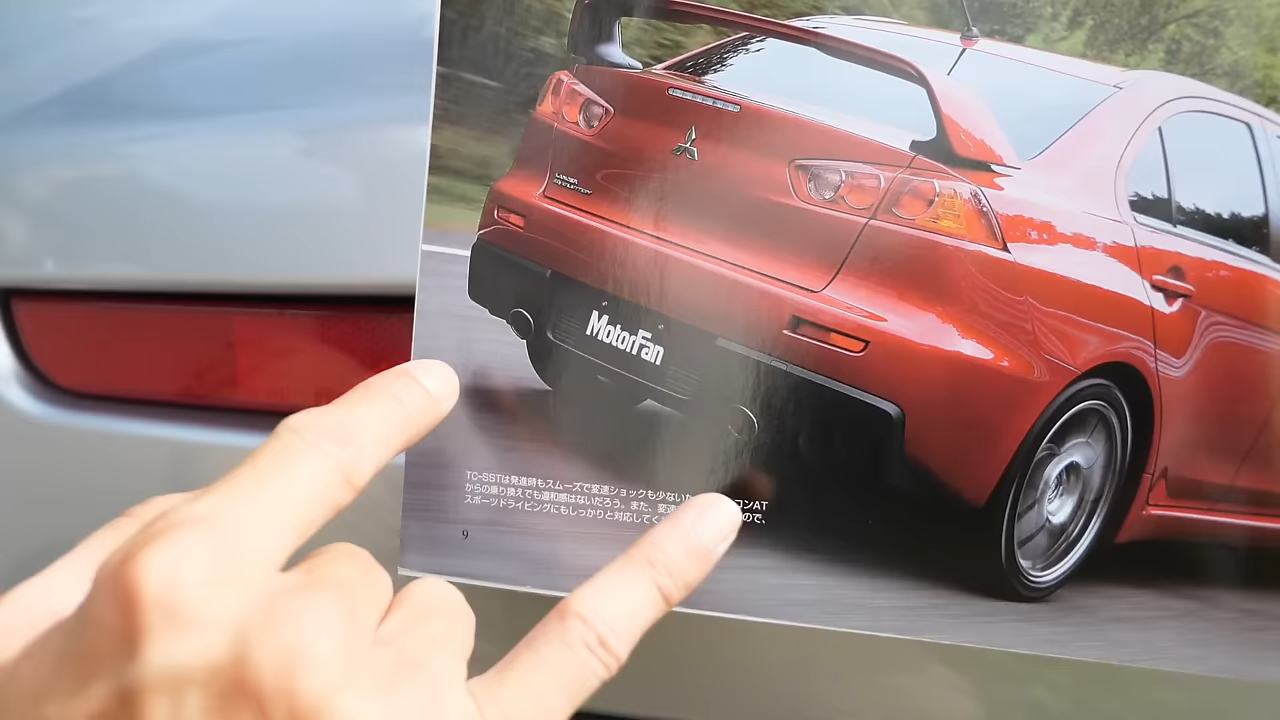 LANCER
EVOLUTION
MotorFan
TC-SSTは発進時もスムーズで変速ショックも少ないた コンAT
からの乗り換えでも違和感はないだろう。また、変速
スポーツドライビングにもしっかりと対応してく ので、
9